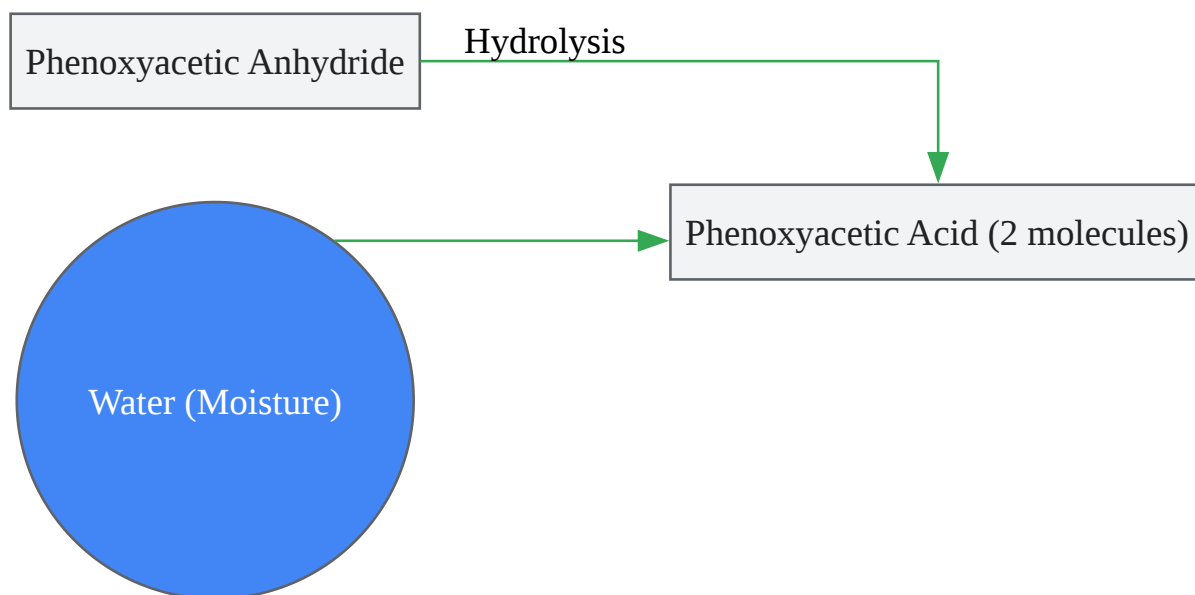 Hydrolysis
Phenoxyacetic Anhydride
Phenoxyacetic Acid (2 molecules)
Water (Moisture)